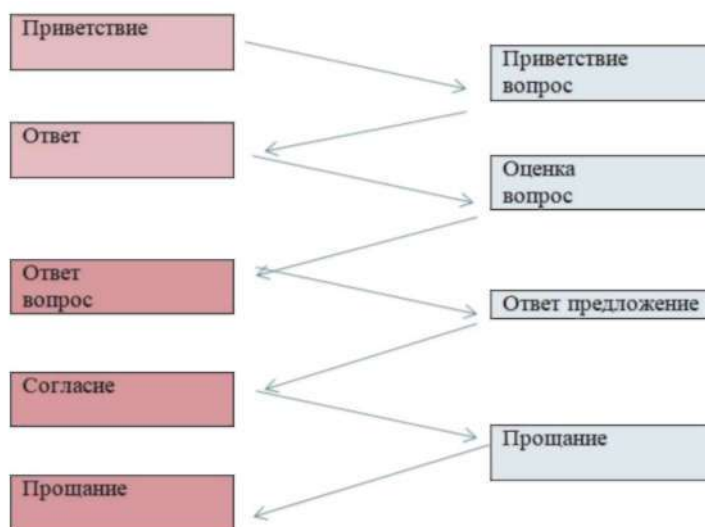 Приветствие
Приветствие
вопрос
Ответ
Оценка
вопрос
Ответ
вопрос
Ответ предложение
Согласие
Прощание
Прощание